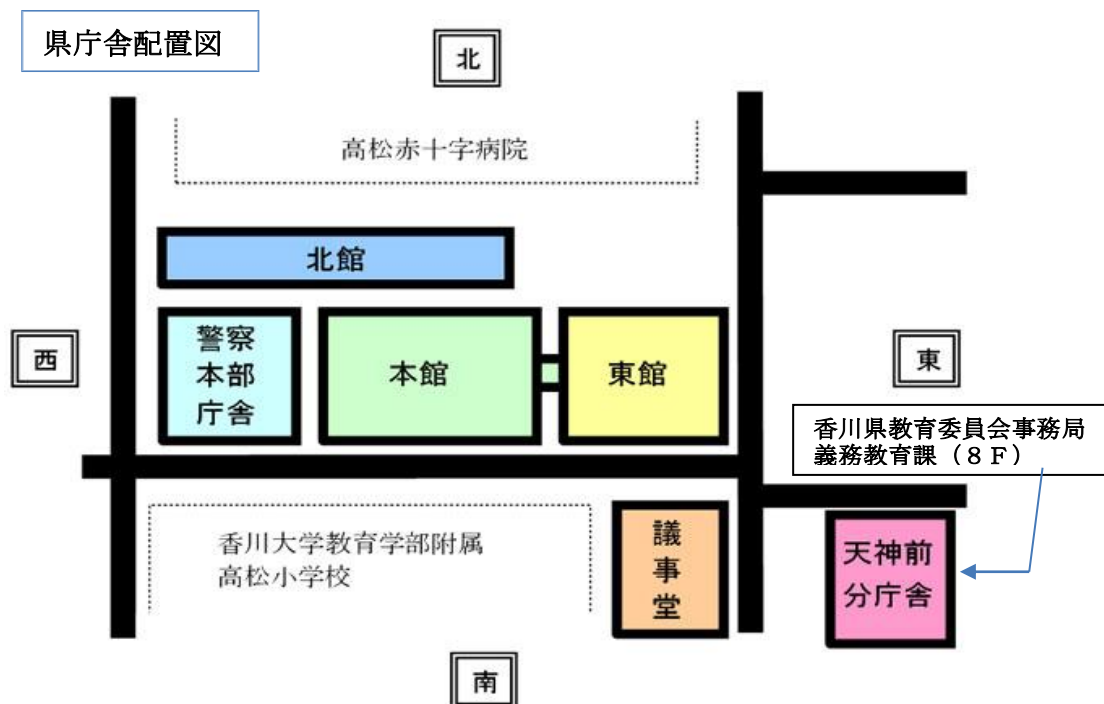 県庁舎配置図
北
高松赤十字病院
北館
西
警察
本部
庁舎
本館
東館
東
香川県教育委員会事務局
義務教育課（８Ｆ）
香川大学教育学部附属
高松小学校
議
事
堂
天神前
分庁舎
南